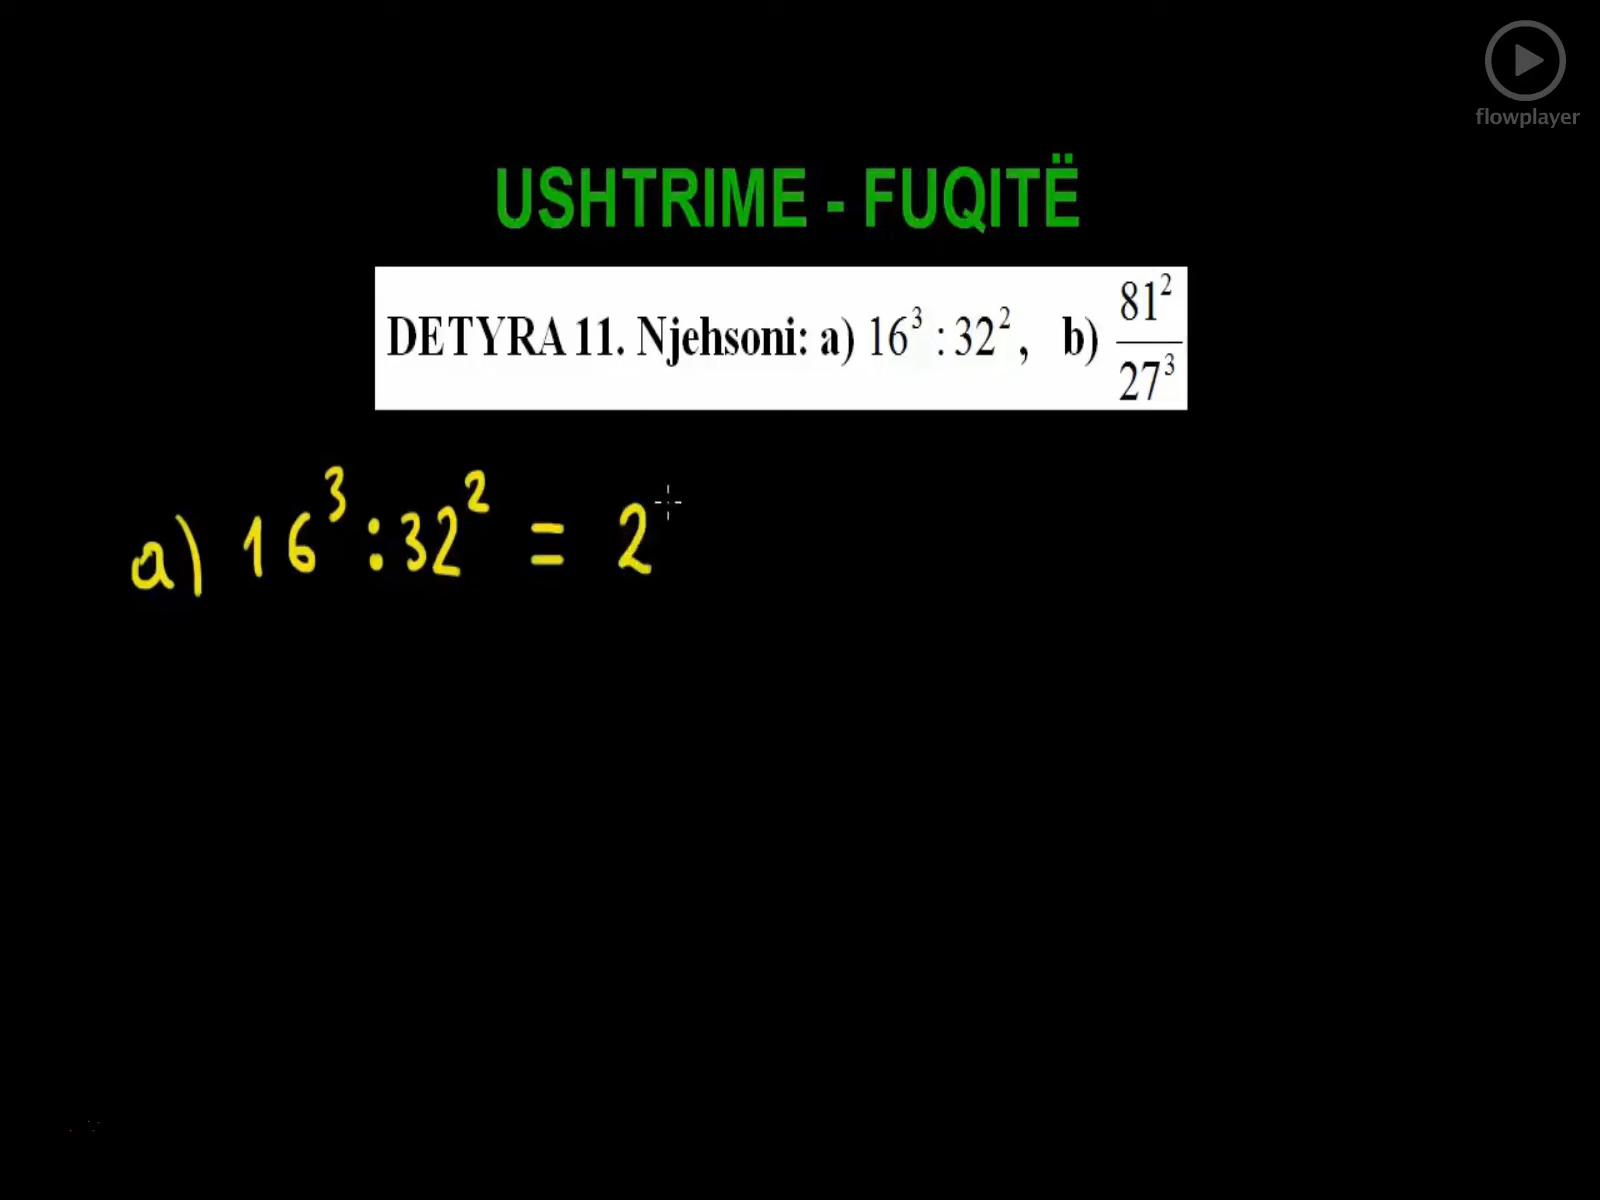 flowplayer
USHTRIME - FUQITË
DETYRA 11. Njehsoni: a) 16³ : 32² , b) 81²/27³
a) 16³ : 32² = 2